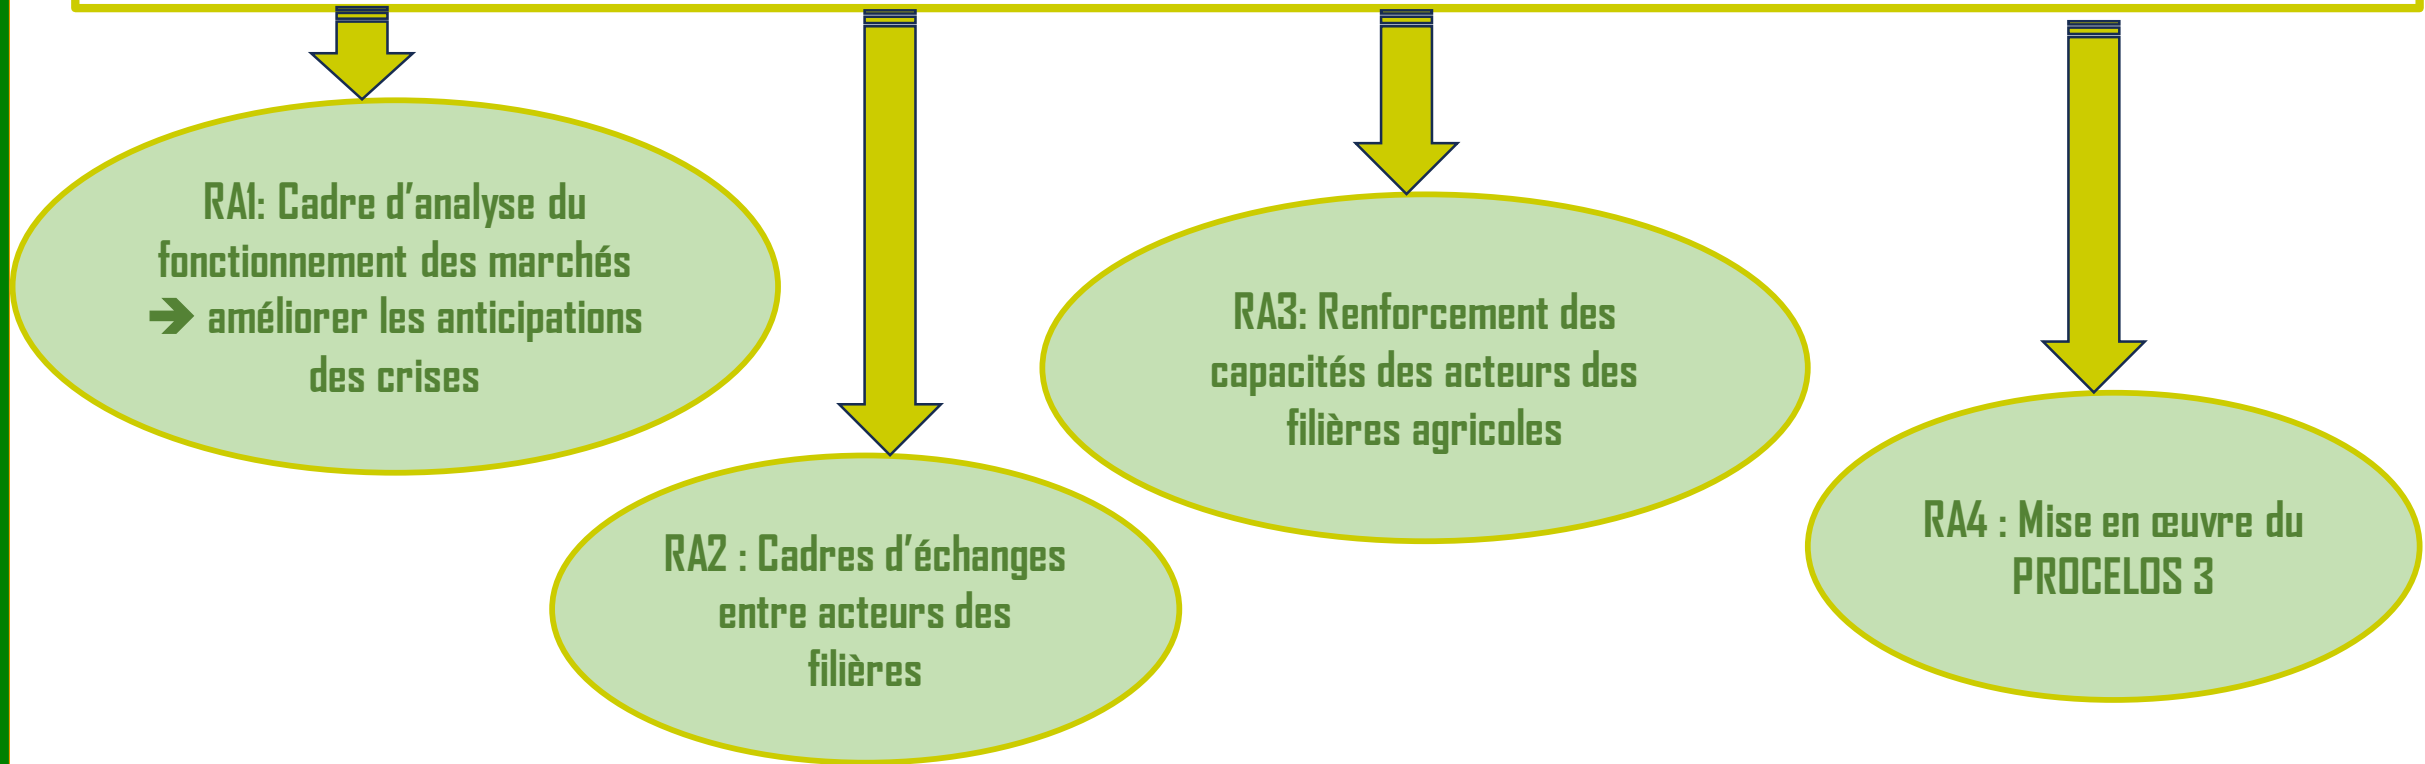 RA1: Cadre d'analyse du
fonctionnement des marchés
➔ améliorer les anticipations
des crises
RA2 : Cadres d'échanges
entre acteurs des
filières
RA3: Renforcement des
capacités des acteurs des
filières agricoles
RA4 : Mise en œuvre du
PROCELOS 3